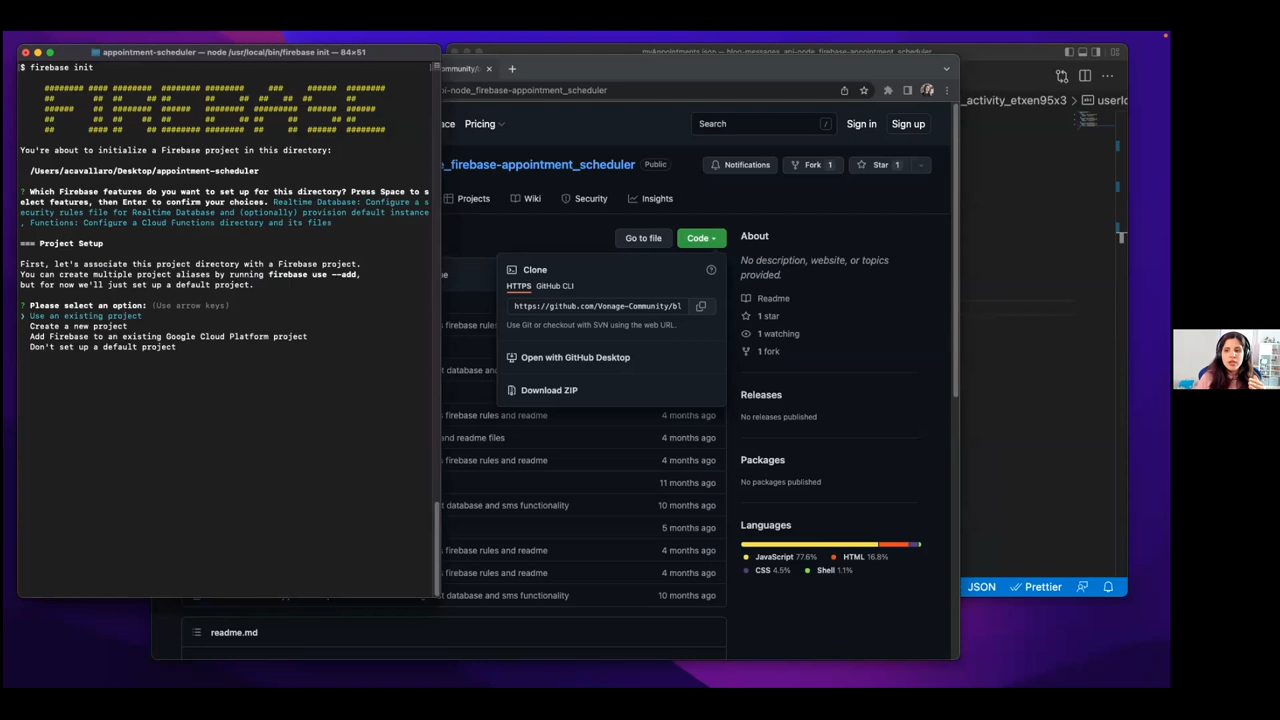 appointment-scheduler — node /usr/local/bin/firebase init — 84×51
$ firebase init
You're about to initialize a Firebase project in this directory:
/Users/acavallaro/Desktop/appointment-scheduler
? Which Firebase features do you want to set up for this directory? Press Space to s
elect features, then Enter to confirm your choices. Realtime Database: Configure a s
ecurity rules file for Realtime Database and (optionally) provision default instance
, Functions: Configure a Cloud Functions directory and its files
=== Project Setup
First, let's associate this project directory with a Firebase project.
You can create multiple project aliases by running firebase use --add,
but for now we'll just set up a default project.
? Please select an option: (Use arrow keys)
❯ Use an existing project
Create a new project
Add Firebase to an existing Google Cloud Platform project
Don't set up a default project
myAppointments.json — blog-messages_api-node_firebase-appointment_scheduler
ommunity/b
pi-node_firebase-appointment_scheduler
ce Pricing
Search /
Sign in
Sign up
_firebase-appointment_scheduler Public
Notifications
Fork 1
Star 1
Projects
Wiki
Security
Insights
Go to file
Code
Clone
HTTPS GitHub CLI
https://github.com/Vonage-Community/bl
Use Git or checkout with SVN using the web URL.
Open with GitHub Desktop
Download ZIP
s firebase rules and readme 4 months ago
and readme files 4 months ago
s firebase rules and readme 4 months ago
11 months ago
t database and sms functionality 10 months ago
5 months ago
s firebase rules and readme 4 months ago
s firebase rules and readme 4 months ago
t database and sms functionality 10 months ago
readme.md
About
No description, website, or topics
provided.
Readme
1 star
1 watching
1 fork
Releases
No releases published
Packages
No packages published
Languages
JavaScript 77.6% HTML 16.8%
CSS 4.5% Shell 1.1%
_activity_etxen95x3 > userIc
JSON
Prettier